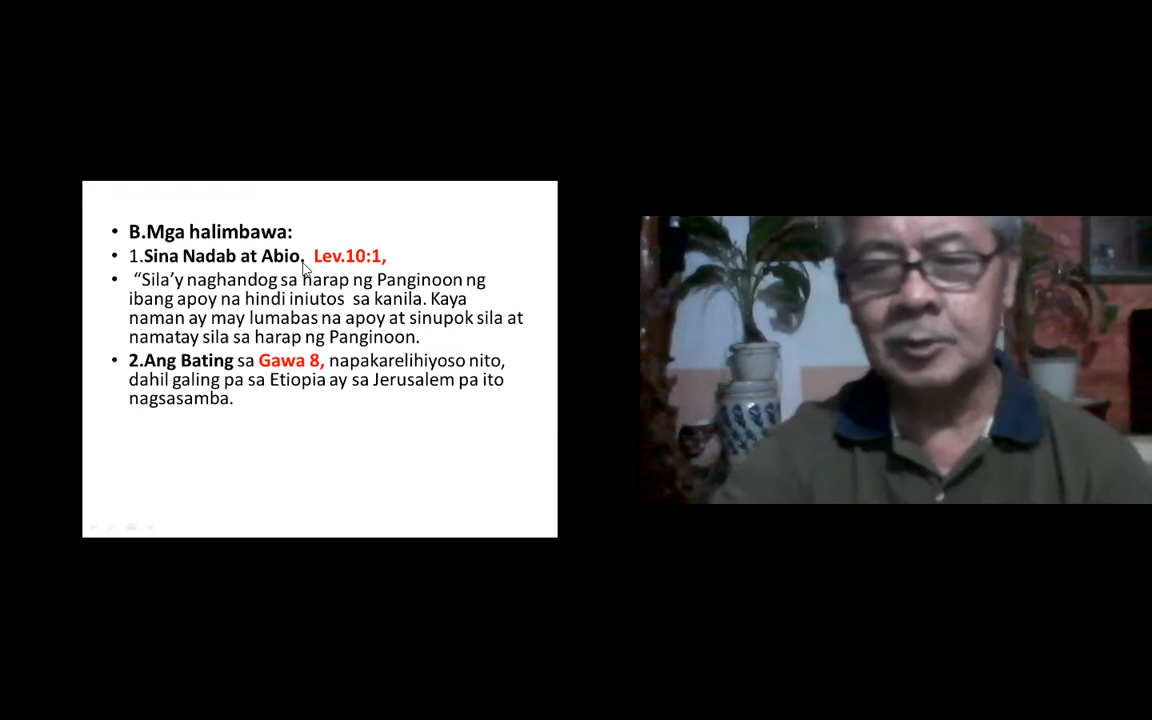 B.Mga halimbawa:
1.Sina Nadab at Abio. Lev.10:1,
“Sila’y naghandog sa harap ng Panginoon ng
ibang apoy na hindi iniutos sa kanila. Kaya
naman ay may lumabas na apoy at sinupok sila at
namatay sila sa harap ng Panginoon.
2.Ang Bating sa Gawa 8, napakarelihiyoso nito,
dahil galing pa sa Etiopia ay sa Jerusalem pa ito
nagsasamba.